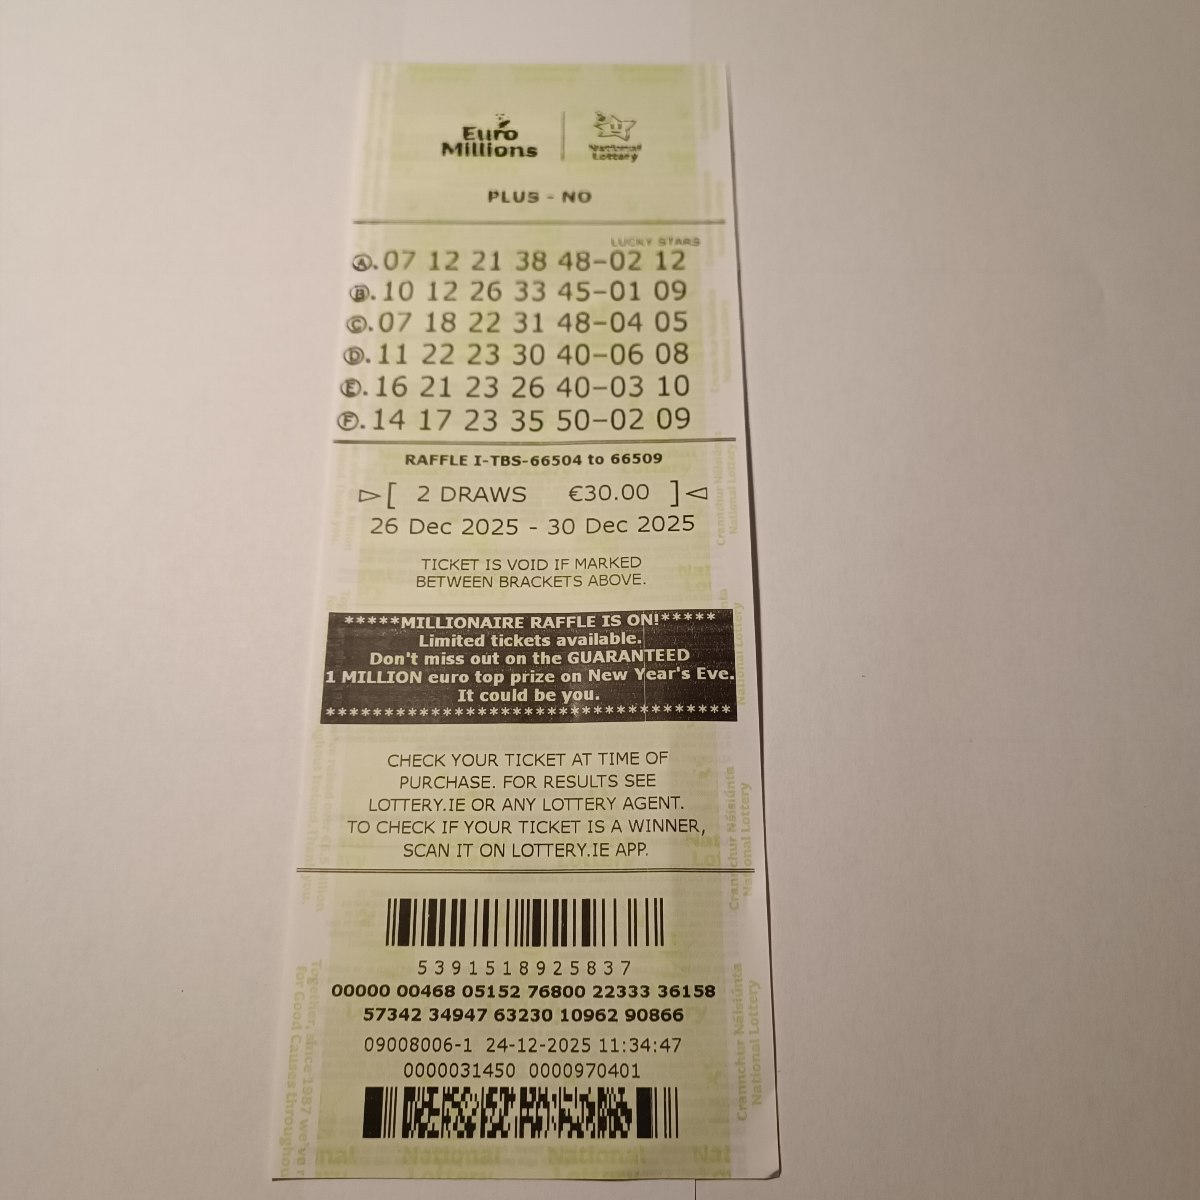 Euro
Millions
National
Lottery
PLUS - NO
LUCKY STARS
A. 07 12 21 38 48-02 12
B. 10 12 26 33 45-01 09
C. 07 18 22 31 48-04 05
D. 11 22 23 30 40-06 08
E. 16 21 23 26 40-03 10
F. 14 17 23 35 50-02 09
RAFFLE I-TBS-66504 to 66509
[ 2 DRAWS €30.00 ]
26 Dec 2025 - 30 Dec 2025
TICKET IS VOID IF MARKED
BETWEEN BRACKETS ABOVE.
*****MILLIONAIRE RAFFLE IS ON!*****
Limited tickets available.
Don't miss out on the GUARANTEED
1 MILLION euro top prize on New Year's Eve.
It could be you.
***********************************
CHECK YOUR TICKET AT TIME OF
PURCHASE. FOR RESULTS SEE
LOTTERY.IE OR ANY LOTTERY AGENT.
TO CHECK IF YOUR TICKET IS A WINNER,
SCAN IT ON LOTTERY.IE APP.
5391518925837
00000 00468 05152 76800 22333 36158
57342 34947 63230 10962 90866
09008006-1 24-12-2025 11:34:47
0000031450 0000970401
Crannchur Náisiúnta
National Lottery